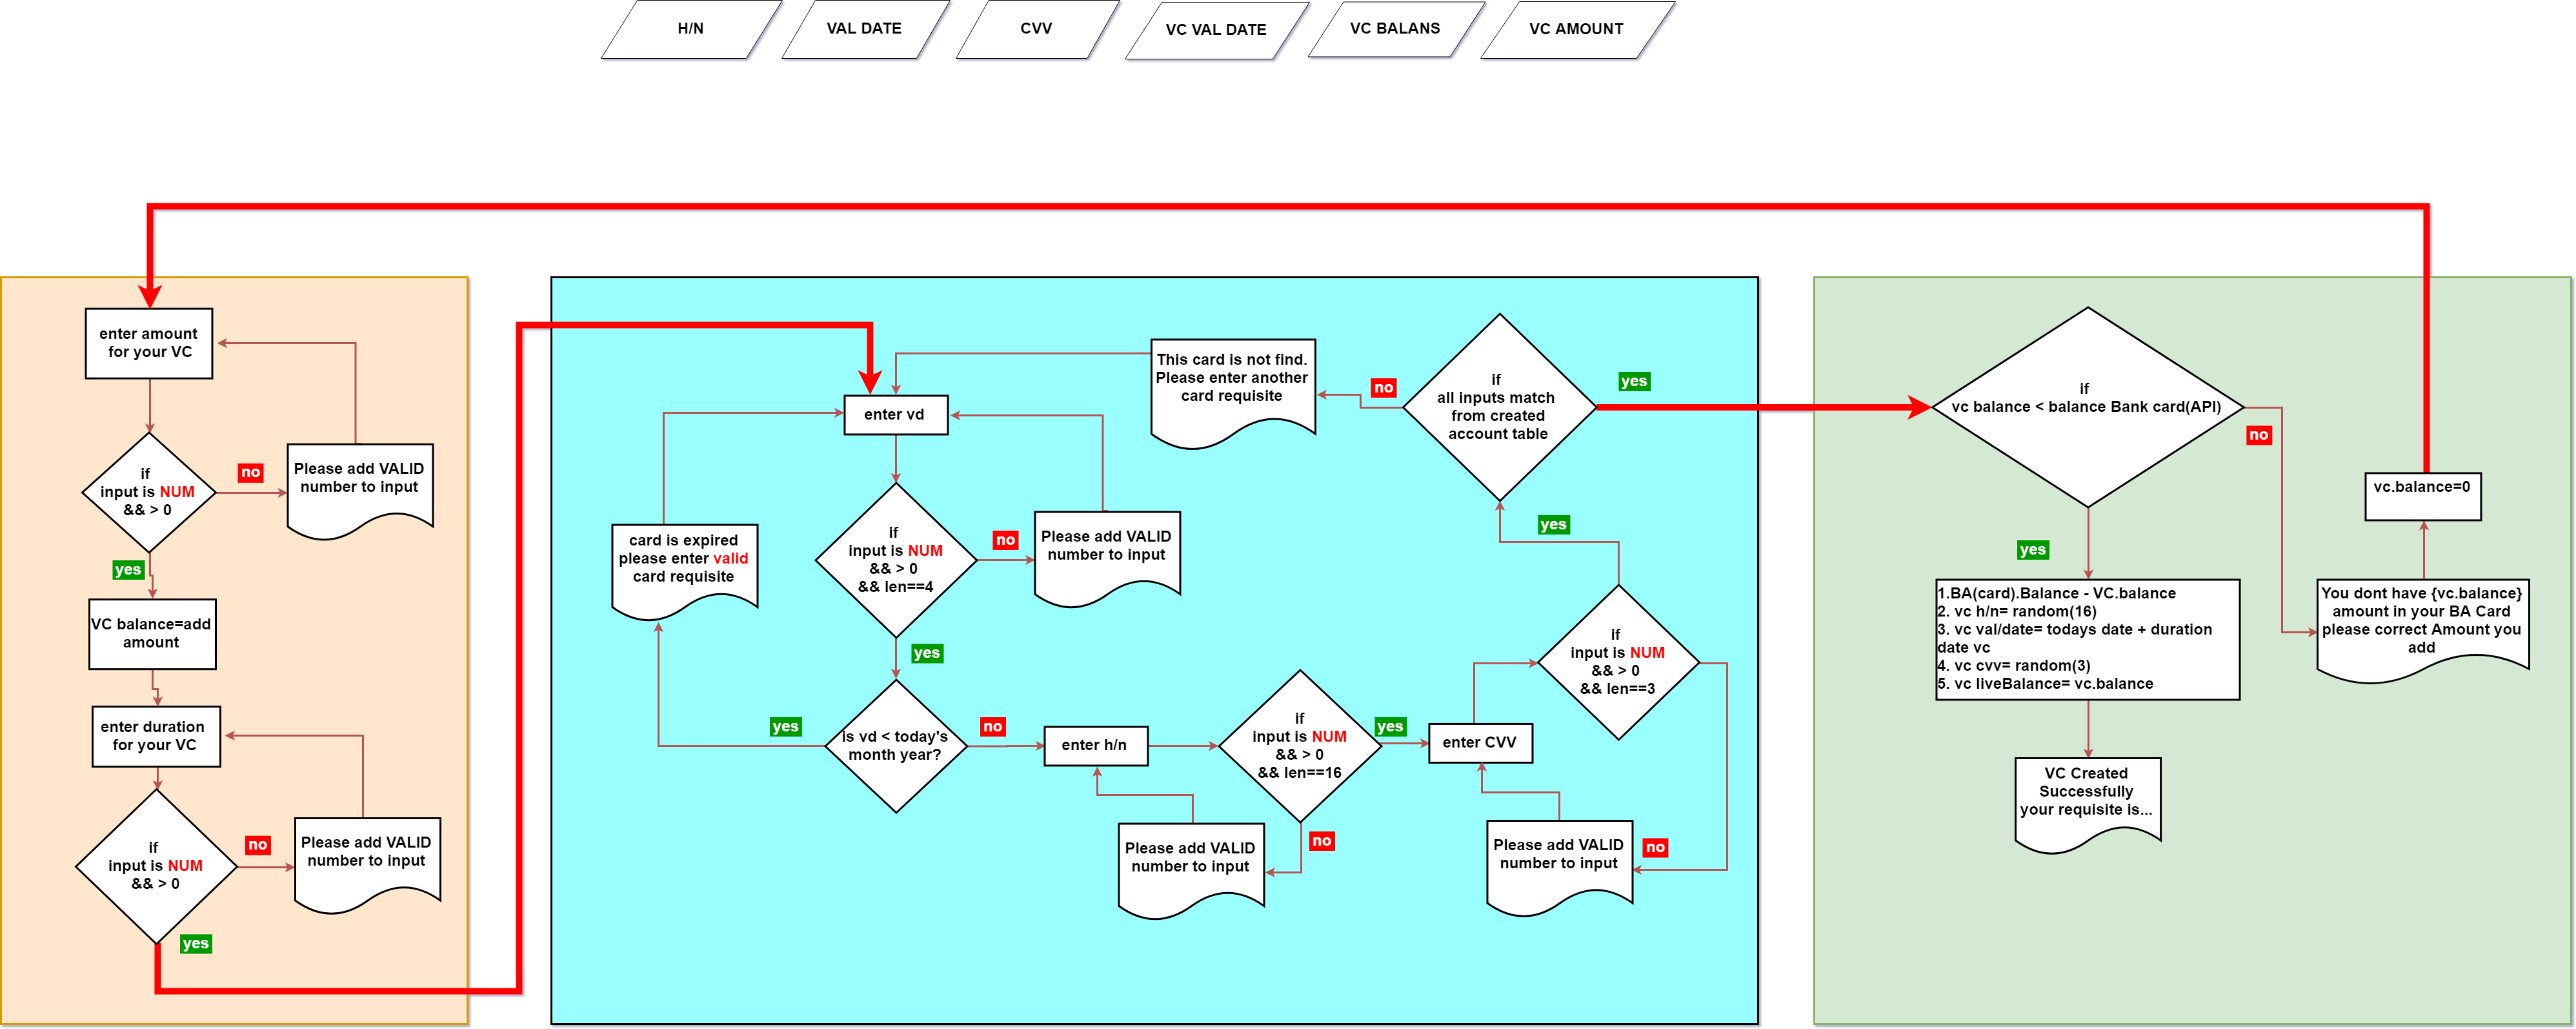 H/N
VAL DATE
CVV
VC VAL DATE
VC BALANS
VC AMOUNT
enter amount
for your VC
if
input is NUM
&& > 0
no
Please add VALID
number to input
yes
VC balance=add
amount
enter duration
for your VC
if
input is NUM
&& > 0
no
Please add VALID
number to input
yes
enter vd
if
input is NUM
&& > 0
&& len==4
no
Please add VALID
number to input
yes
is vd < today's
month year?
yes
card is expired
please enter valid
card requisite
no
enter h/n
if
input is NUM
&& > 0
&& len==16
no
Please add VALID
number to input
yes
enter CVV
if
input is NUM
&& > 0
&& len==3
no
Please add VALID
number to input
yes
if
all inputs match
from created
account table
no
This card is not find.
Please enter another
card requisite
yes
if
vc balance < balance Bank card(API)
yes
1.BA(card).Balance - VC.balance
2. vc h/n= random(16)
3. vc val/date= todays date + duration
date vc
4. vc cvv= random(3)
5. vc liveBalance= vc.balance
VC Created
Successfully
your requisite is...
no
You dont have {vc.balance}
amount in your BA Card
please correct Amount you
add
vc.balance=0